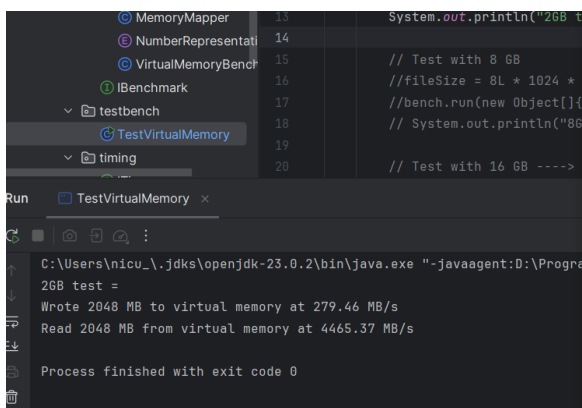 MemoryMapper
NumberRepresentati
VirtualMemoryBench
IBenchmark
testbench
TestVirtualMemory
timing
13 System.out.println("2GB t
14
15 // Test with 8 GB
16 //fileSize = 8L * 1024 *
17 //bench.run(new Object[]{
18 // System.out.println("8G
19
20 // Test with 16 GB ---->
Run TestVirtualMemory
C:\Users\nicu_\.jdks\openjdk-23.0.2\bin\java.exe "-javaagent:D:\Progra
2GB test =
Wrote 2048 MB to virtual memory at 279.46 MB/s
Read 2048 MB from virtual memory at 4465.37 MB/s
Process finished with exit code 0